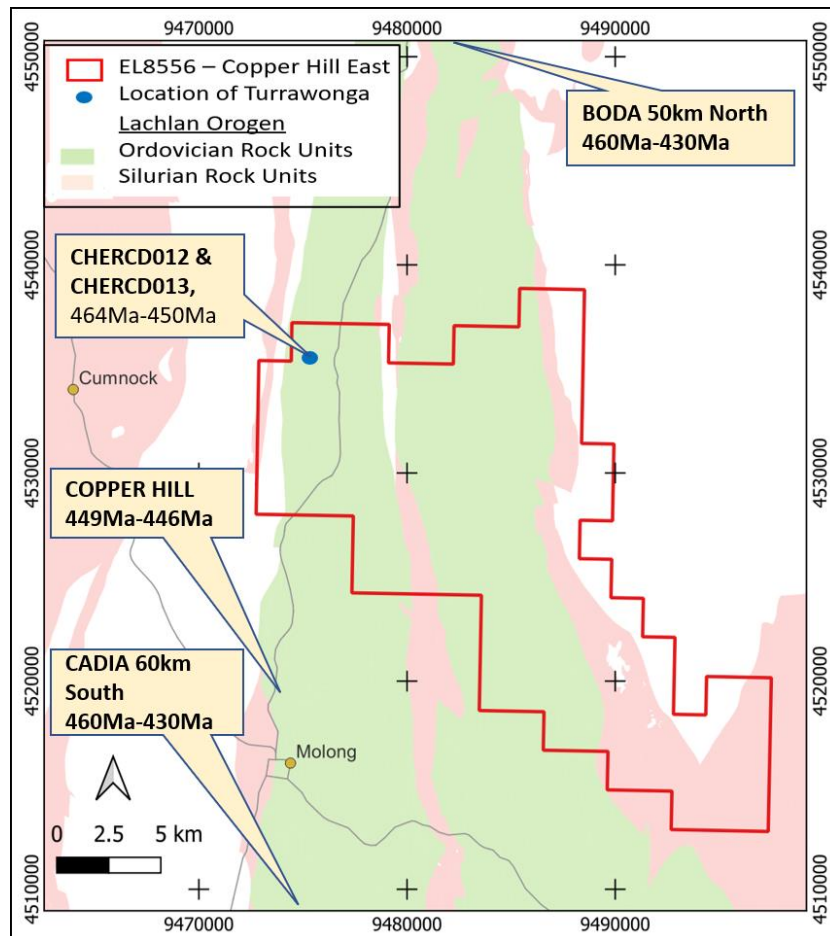 9470000 9480000 9490000
4550000 4550000
EL8556 – Copper Hill East
Location of Turrawonga
Lachlan Orogen
Ordovician Rock Units
Silurian Rock Units
BODA 50km North
460Ma-430Ma
4540000 4540000
CHERCD012 &
CHERCD013,
464Ma-450Ma
Cumnock
4530000 4530000
COPPER HILL
449Ma-446Ma
4520000 4520000
CADIA 60km
South
460Ma-430Ma
Molong
0 2.5 5 km
4510000 4510000
9470000 9480000 9490000